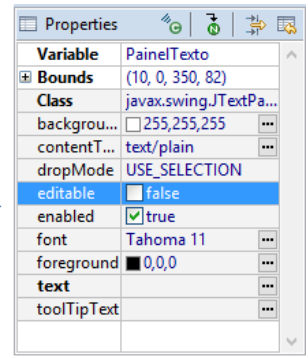 Properties
Variable PainelTexto
Bounds (10, 0, 350, 82)
Class javax.swing.JTextPa...
backgrou... 255,255,255 ...
contentT... text/plain ...
dropMode USE_SELECTION
editable false
enabled true
font Tahoma 11 ...
foreground 0,0,0 ...
text ...
toolTipText ...